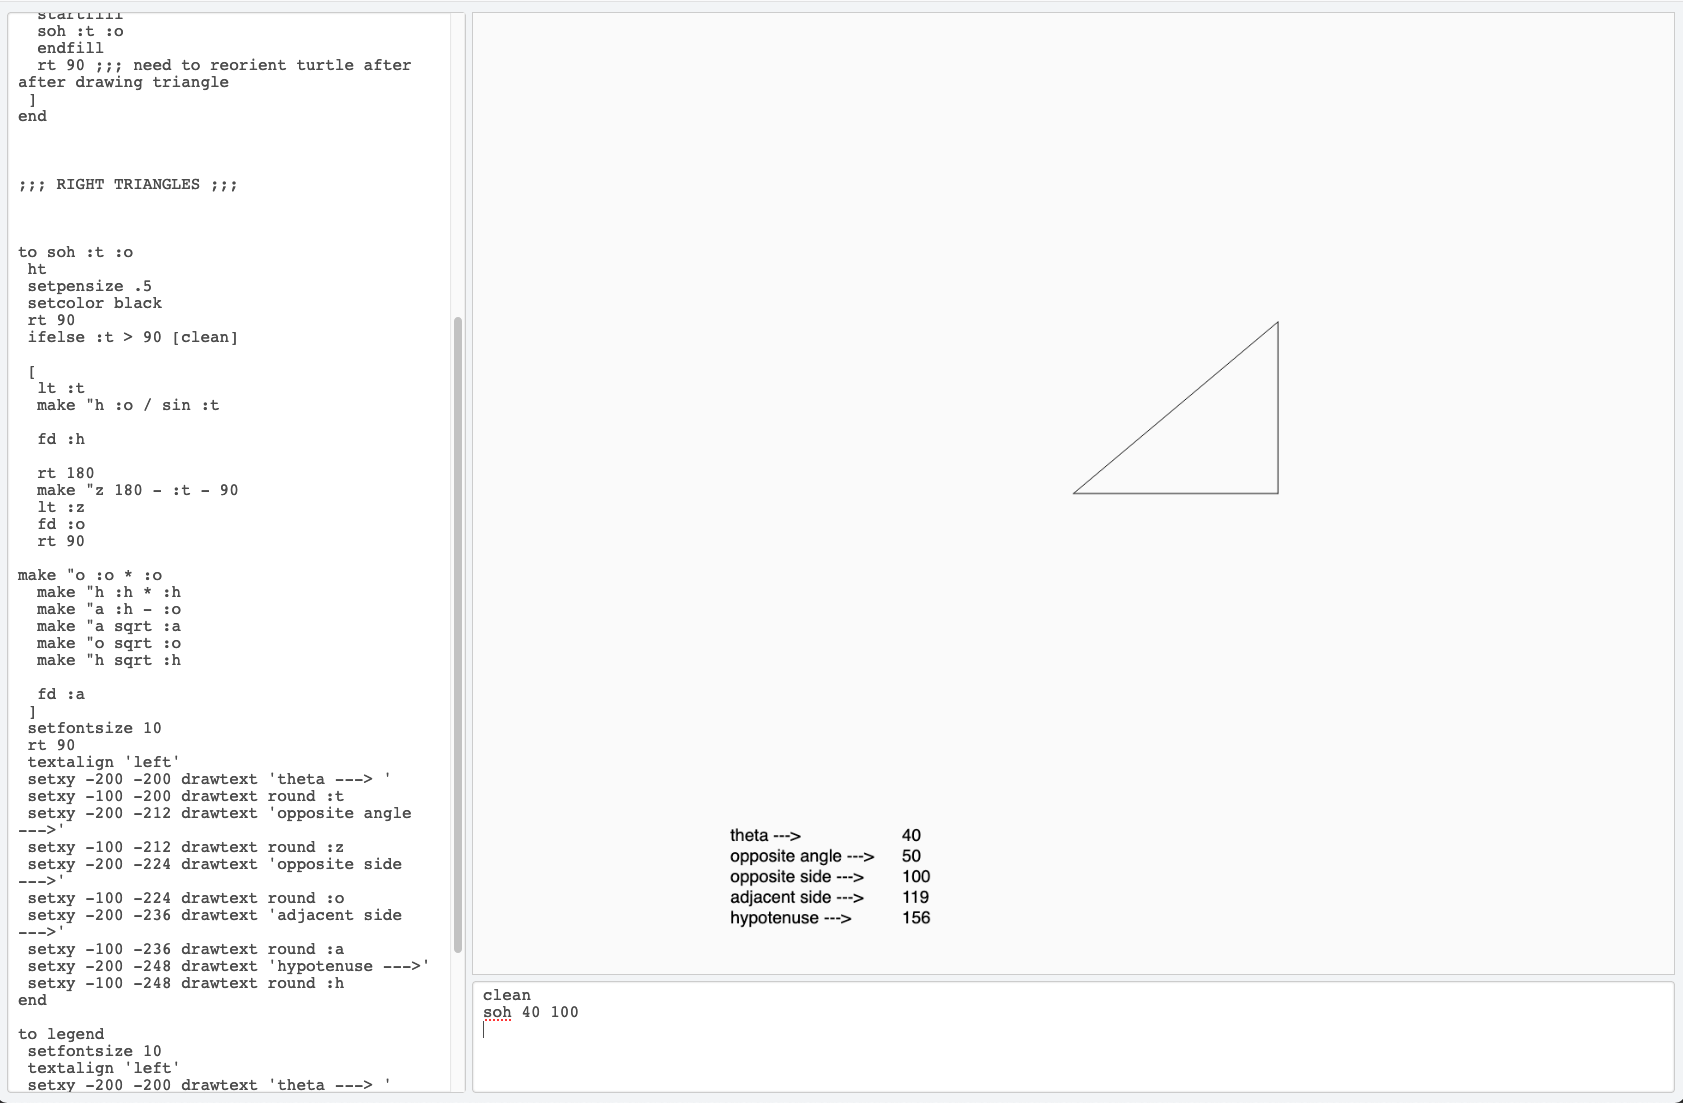 startfill
soh :t :o
endfill
rt 90 ;;; need to reorient turtle after
after drawing triangle
]
end
;;; RIGHT TRIANGLES ;;;
to soh :t :o
ht
setpensize .5
setcolor black
rt 90
ifelse :t > 90 [clean]
[
lt :t
make "h :o / sin :t
fd :h
rt 180
make "z 180 - :t - 90
lt :z
fd :o
rt 90
make "o :o * :o
make "h :h * :h
make "a :h - :o
make "a sqrt :a
make "o sqrt :o
make "h sqrt :h
fd :a
]
setfontsize 10
rt 90
textalign 'left'
setxy -200 -200 drawtext 'theta ---> '
setxy -100 -200 drawtext round :t
setxy -200 -212 drawtext 'opposite angle
--->'
setxy -100 -212 drawtext round :z
setxy -200 -224 drawtext 'opposite side
--->'
setxy -100 -224 drawtext round :o
setxy -200 -236 drawtext 'adjacent side
--->'
setxy -100 -236 drawtext round :a
setxy -200 -248 drawtext 'hypotenuse --->'
setxy -100 -248 drawtext round :h
end
to legend
setfontsize 10
textalign 'left'
setxy -200 -200 drawtext 'theta ---> '
theta ---> 40
opposite angle ---> 50
opposite side ---> 100
adjacent side ---> 119
hypotenuse ---> 156
clean
soh 40 100